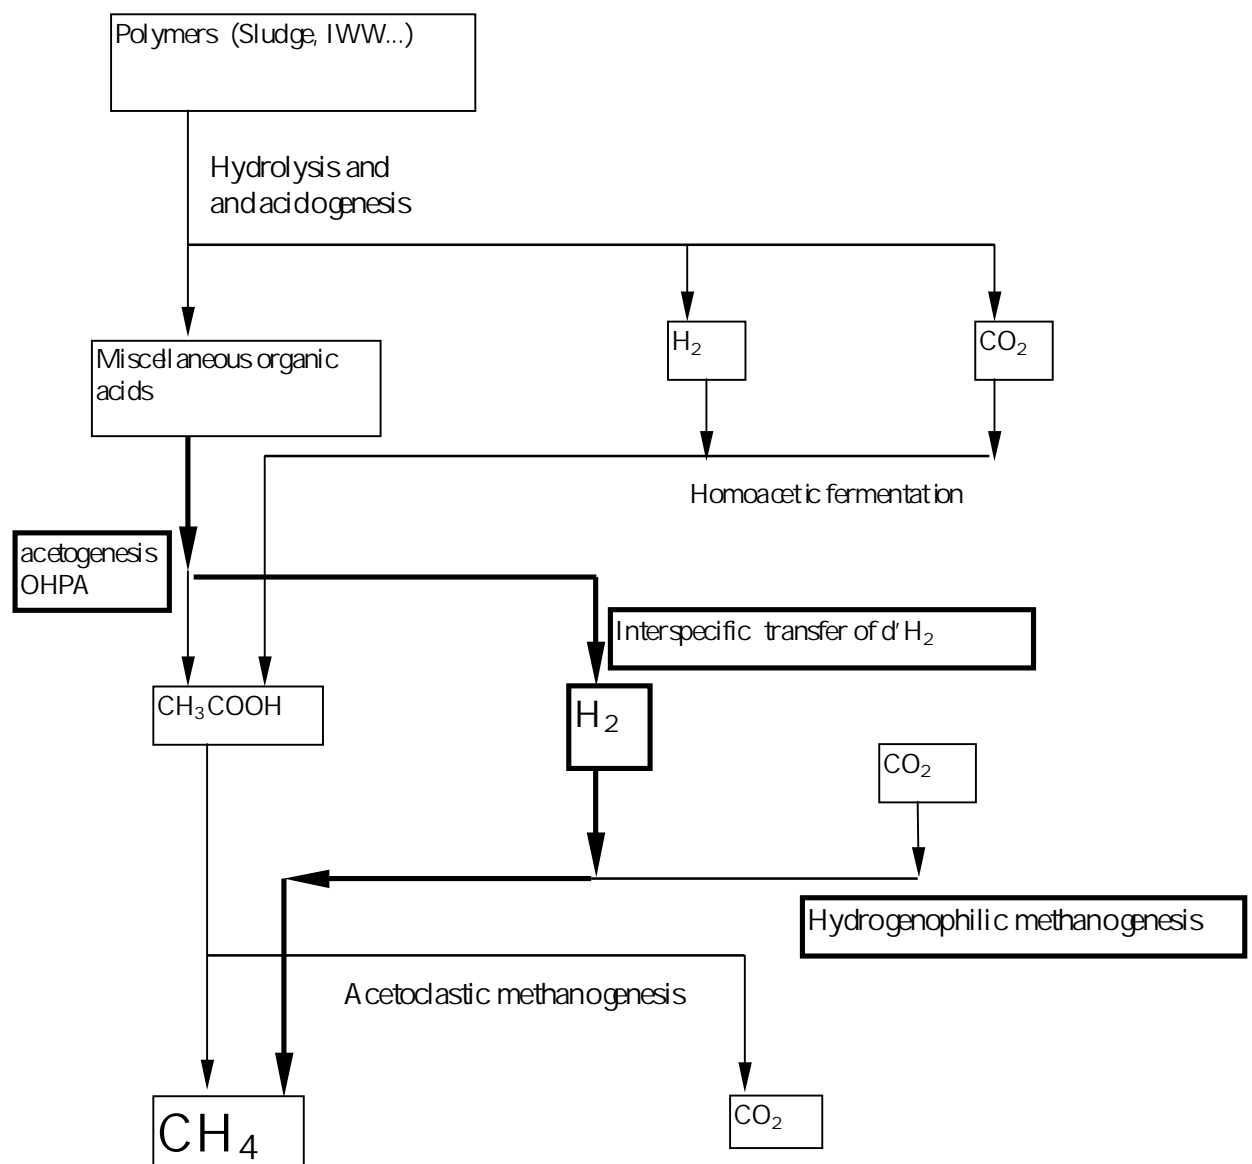 Polymers (Sludge, IWW...)
Hydrolysis and
and acidogenesis
H₂
CO₂
Miscellaneous organic
acids
Homoacetic fermentation
acetogenesis
OHPA
Interspecific transfer of d' H₂
CH₃COOH
H₂
CO₂
Hydrogenophilic methanogenesis
Acetoclastic methanogenesis
CH₄
CO₂